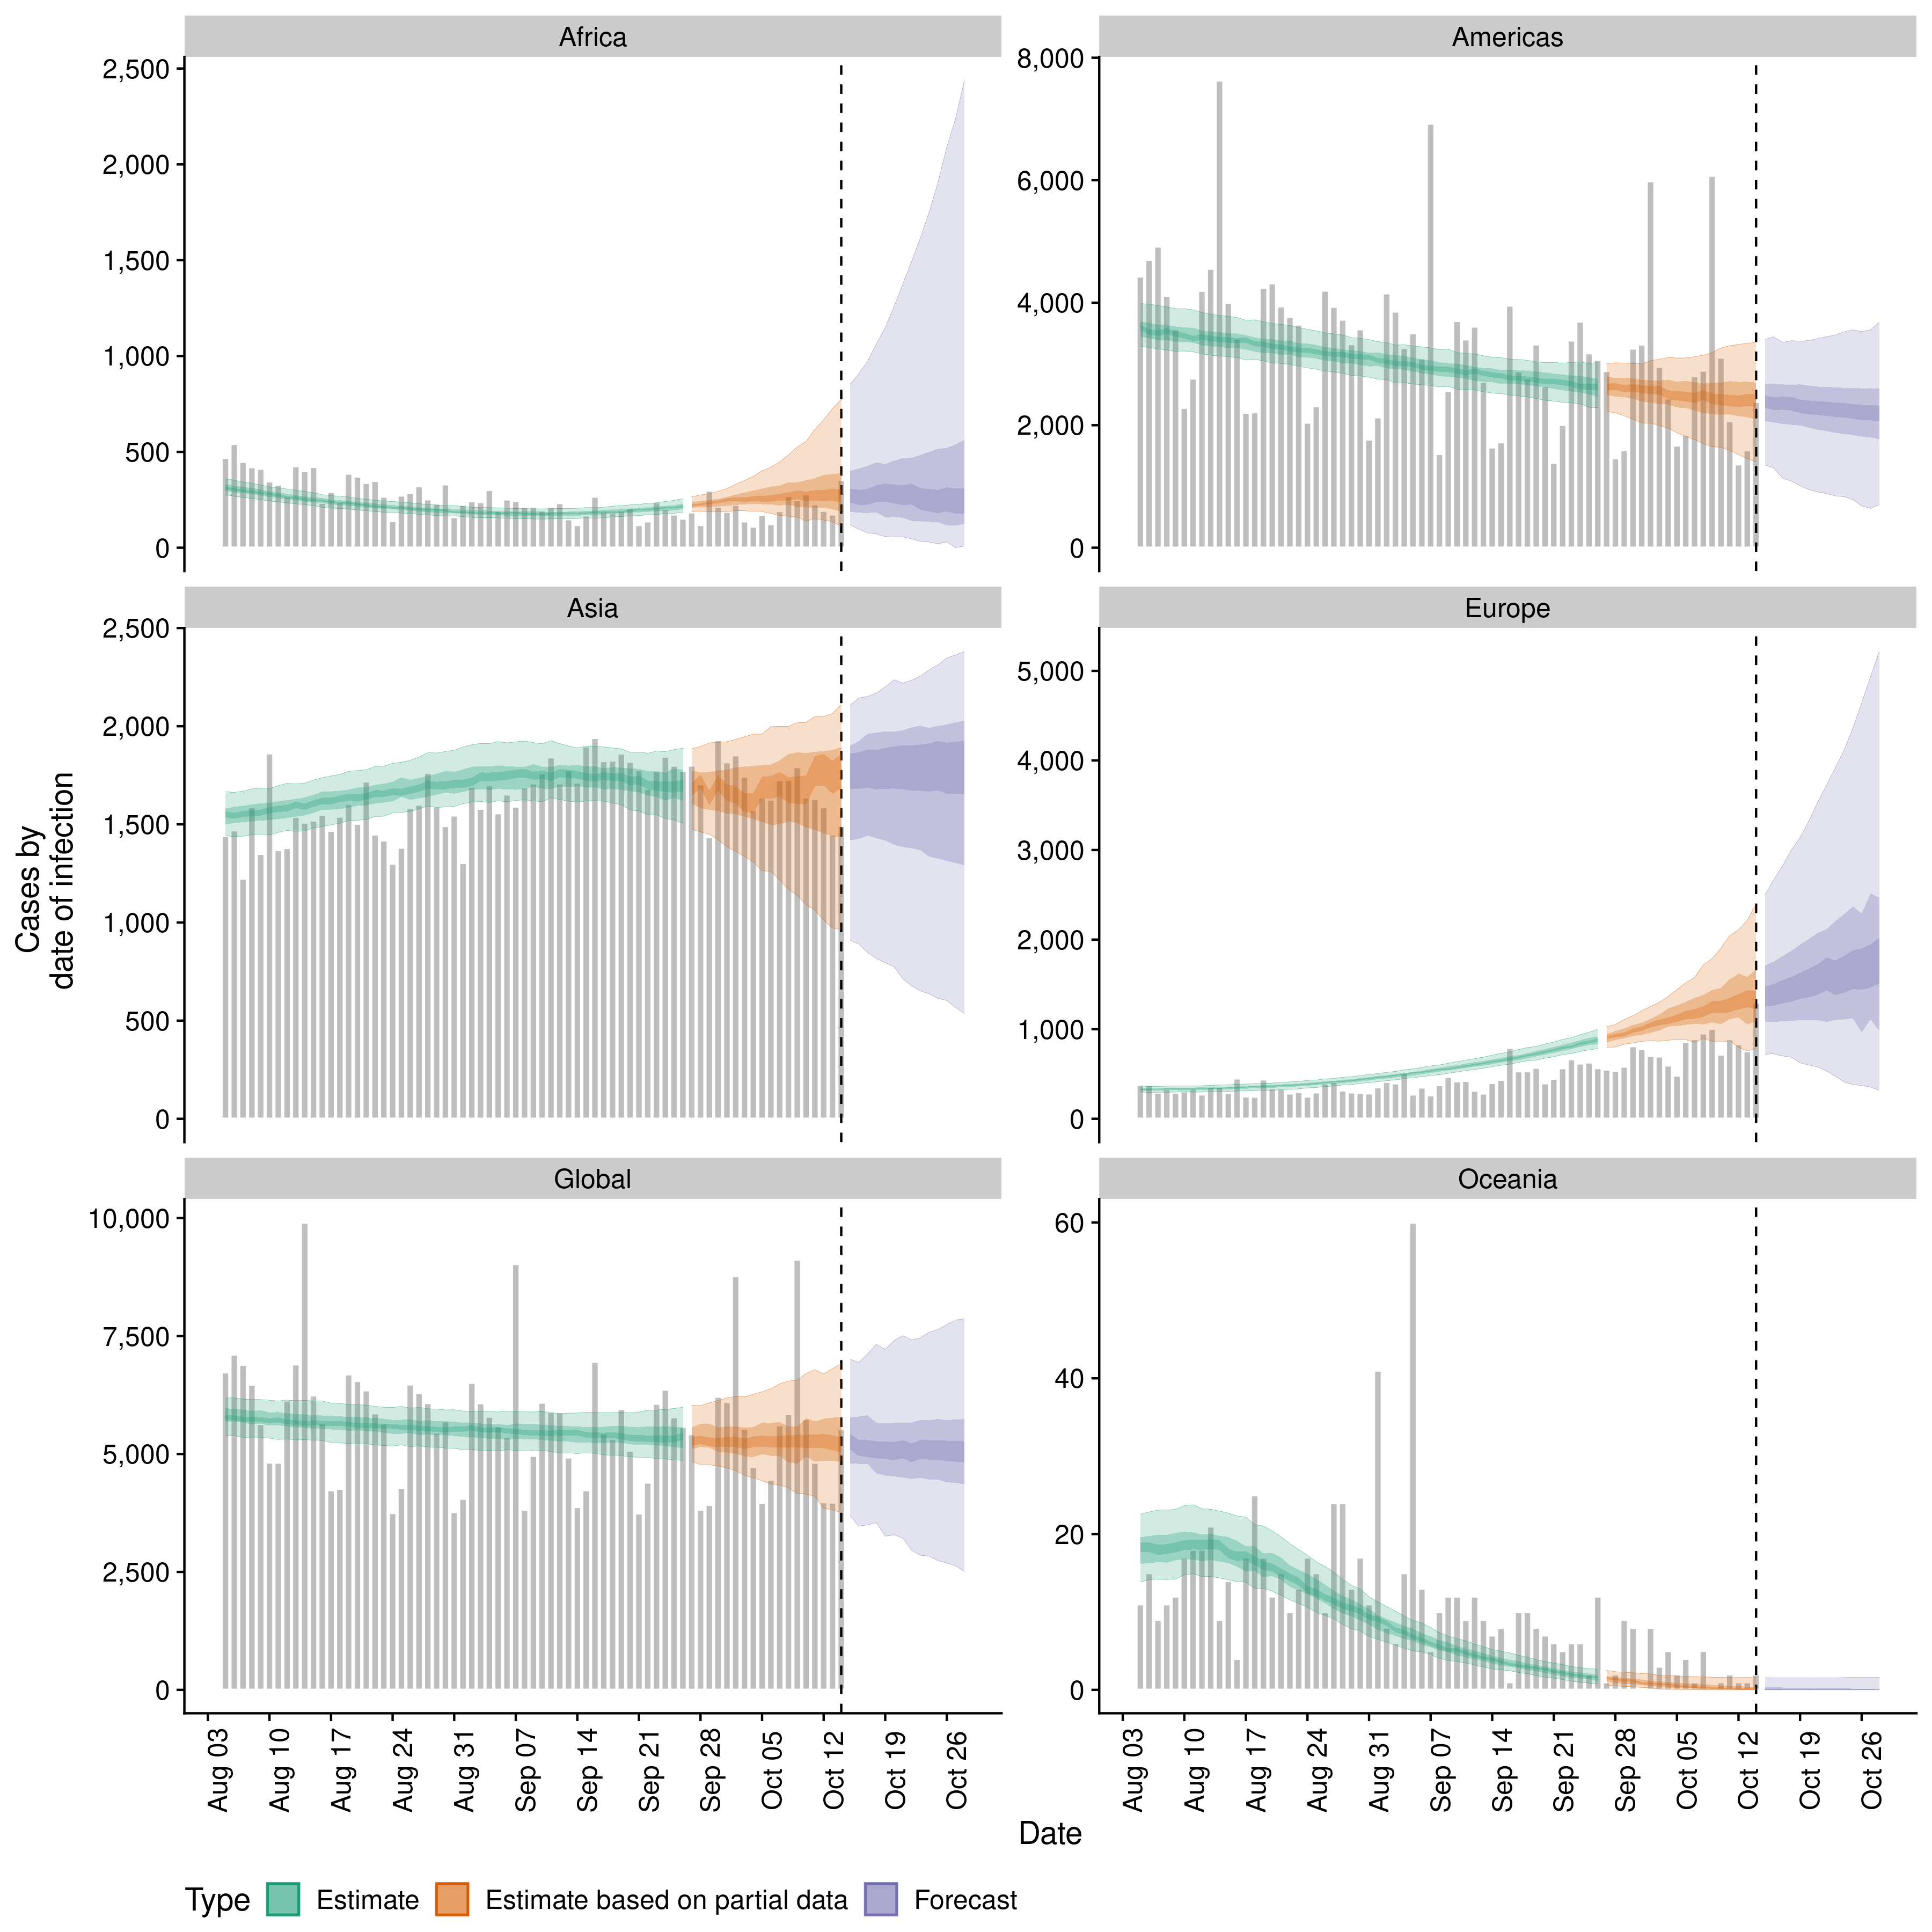 Africa
Americas
2,500
2,000
1,500
1,000
500
0
8,000
6,000
4,000
2,000
0
Asia
Europe
2,500
2,000
1,500
1,000
500
0
5,000
4,000
3,000
2,000
1,000
0
Cases by
date of infection
Global
Oceania
10,000
7,500
5,000
2,500
0
60
40
20
0
Aug 03
Aug 10
Aug 17
Aug 24
Aug 31
Sep 07
Sep 14
Sep 21
Sep 28
Oct 05
Oct 12
Oct 19
Oct 26
Aug 03
Aug 10
Aug 17
Aug 24
Aug 31
Sep 07
Sep 14
Sep 21
Sep 28
Oct 05
Oct 12
Oct 19
Oct 26
Date
Type Estimate Estimate based on partial data Forecast